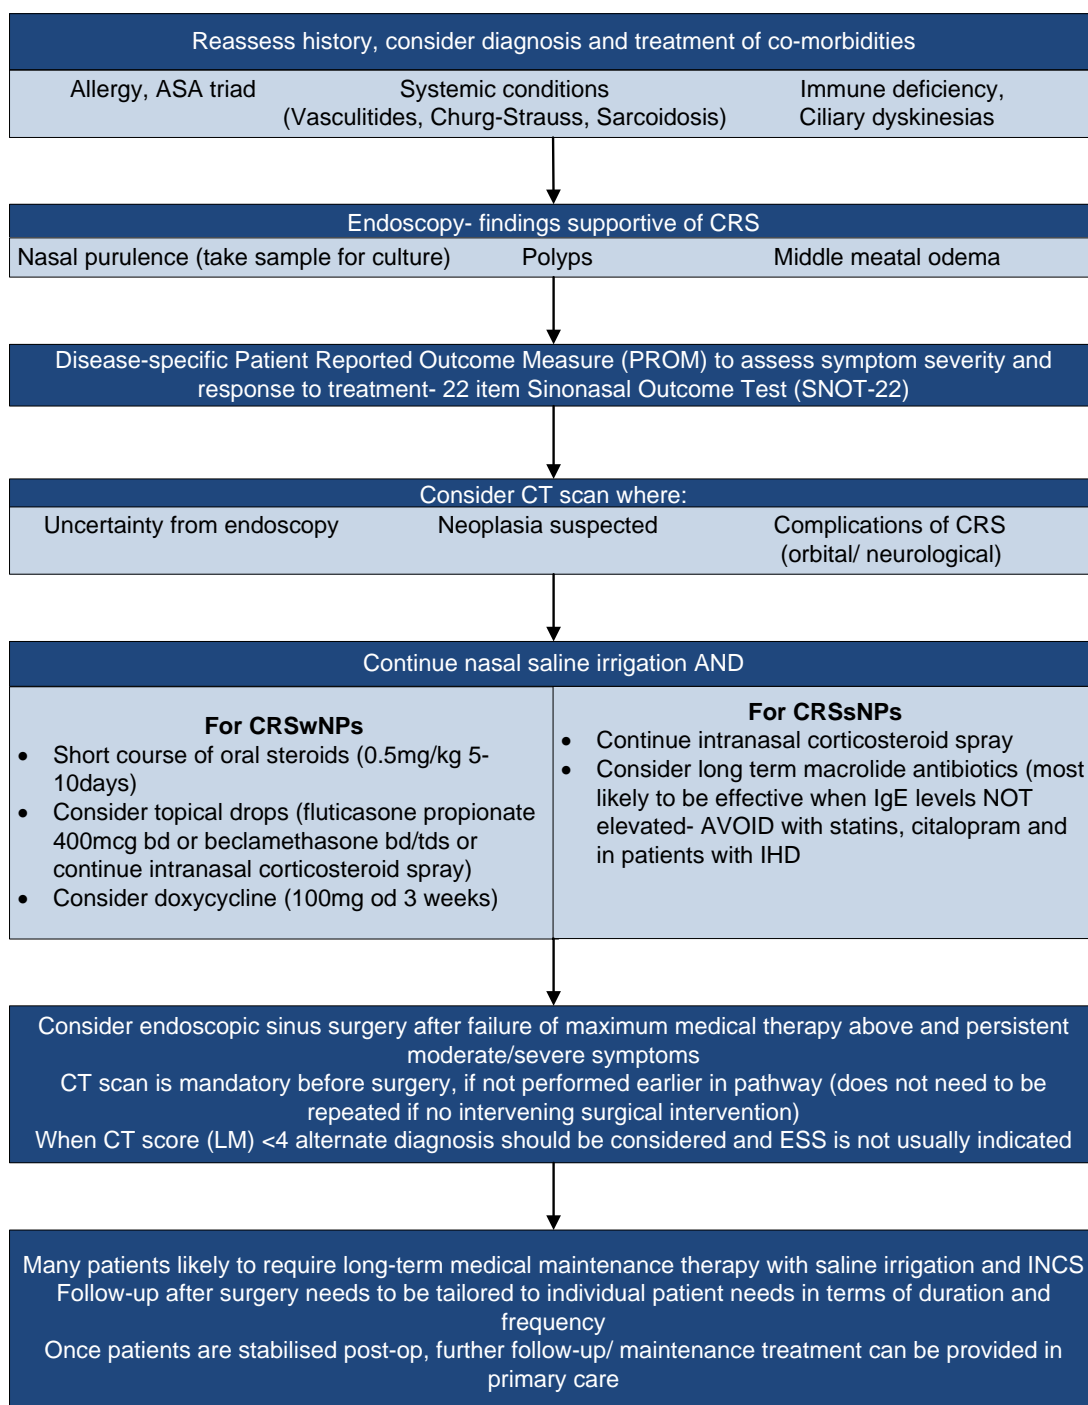 Reassess history, consider diagnosis and treatment of co-morbidities
Allergy, ASA triad
Systemic conditions
(Vasculitides, Churg-Strauss, Sarcoidosis)
Immune deficiency,
Ciliary dyskinesias
Endoscopy- findings supportive of CRS
Nasal purulence (take sample for culture)
Polyps
Middle meatal odema
Disease-specific Patient Reported Outcome Measure (PROM) to assess symptom severity and
response to treatment- 22 item Sinonasal Outcome Test (SNOT-22)
Consider CT scan where:
Uncertainty from endoscopy
Neoplasia suspected
Complications of CRS
(orbital/ neurological)
Continue nasal saline irrigation AND
For CRSwNPs
• Short course of oral steroids (0.5mg/kg 5-
10days)
• Consider topical drops (fluticasone propionate
400mcg bd or beclamethasone bd/tds or
continue intranasal corticosteroid spray)
• Consider doxycycline (100mg od 3 weeks)
For CRSsNPs
• Continue intranasal corticosteroid spray
• Consider long term macrolide antibiotics (most
likely to be effective when IgE levels NOT
elevated- AVOID with statins, citalopram and
in patients with IHD
Consider endoscopic sinus surgery after failure of maximum medical therapy above and persistent
moderate/severe symptoms
CT scan is mandatory before surgery, if not performed earlier in pathway (does not need to be
repeated if no intervening surgical intervention)
When CT score (LM) <4 alternate diagnosis should be considered and ESS is not usually indicated
Many patients likely to require long-term medical maintenance therapy with saline irrigation and INCS
Follow-up after surgery needs to be tailored to individual patient needs in terms of duration and
frequency
Once patients are stabilised post-op, further follow-up/ maintenance treatment can be provided in
primary care